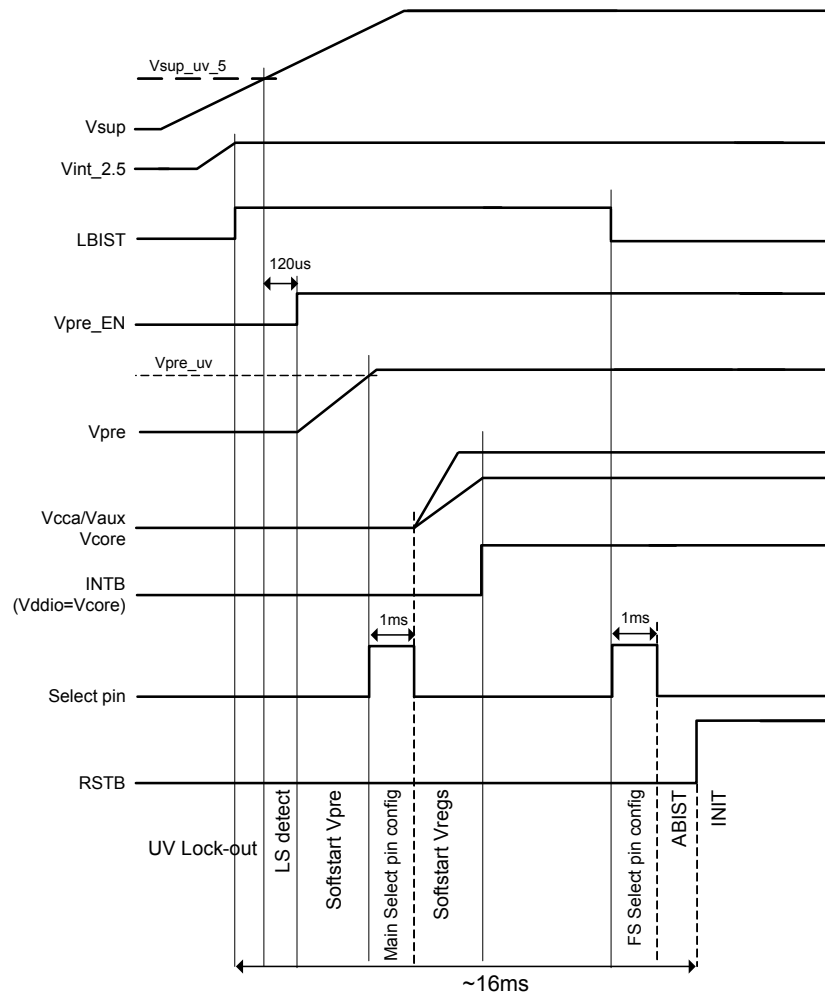 Vsup_uv_5
Vsup
Vint_2.5
LBIST
120us
Vpre_EN
Vpre_uv
Vpre
Vcca/Vaux
Vcore
INTB
(Vddio=Vcore)
1ms
1ms
Select pin
RSTB
UV Lock-out
LS detect
Softstart Vpre
Main Select pin config
Softstart Vregs
FS Select pin config
ABIST
INIT
~16ms